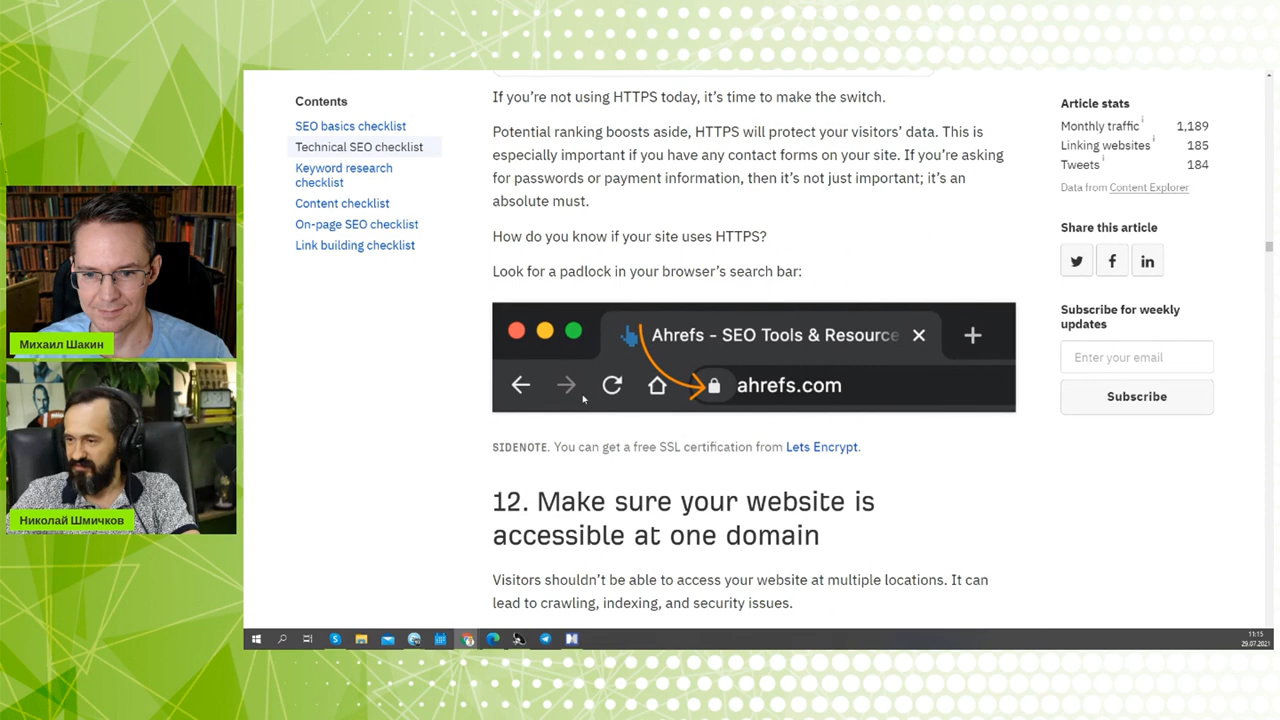 Contents
SEO basics checklist
Technical SEO checklist
Keyword research
checklist
Content checklist
On-page SEO checklist
Link building checklist
If you're not using HTTPS today, it's time to make the switch.
Potential ranking boosts aside, HTTPS will protect your visitors' data. This is
especially important if you have any contact forms on your site. If you're asking
for passwords or payment information, then it's not just important; it's an
absolute must.
How do you know if your site uses HTTPS?
Look for a padlock in your browser's search bar:
Ahrefs - SEO Tools & Resource
ahrefs.com
SIDENOTE. You can get a free SSL certification from Lets Encrypt.
12. Make sure your website is
accessible at one domain
Visitors shouldn't be able to access your website at multiple locations. It can
lead to crawling, indexing, and security issues.
Article stats
Monthly traffic i 1,189
Linking websites i 185
Tweets i 184
Data from Content Explorer
Share this article
Subscribe for weekly
updates
Enter your email
Subscribe
Михаил Шакин
Николай Шмичков
11:15
29.07.2021